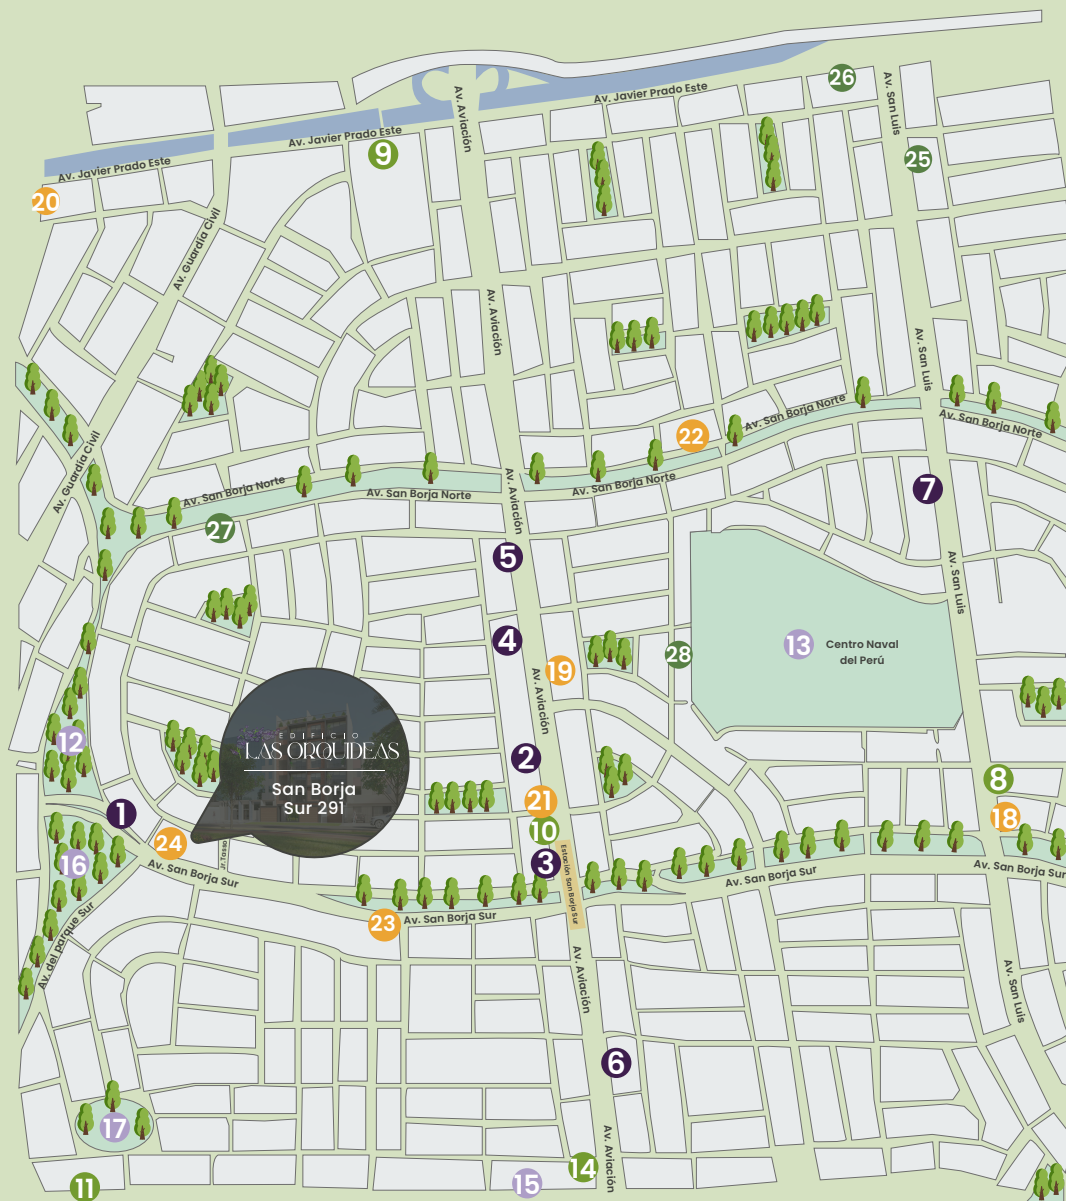 26
Av. Javier Prado Este
Av. San Luis
Av. Aviación
Av. Javier Prado Este
9
25
Av. Javier Prado Este
20
Av. Guardia Civil
Av. Aviación
Av. San Luis
Av. San Borja Norte
Av. San Borja Norte
22
Av. Guardia Civil
Av. San Borja Norte
Av. San Borja Norte
Av. San Borja Norte
7
Av. Aviación
27
5
Av. San Luis
4
13
Centro Naval
del Perú
28
19
Av. Aviación
12
EDIFICIO
LAS ORQUIDEAS
San Borja
Sur 291
2
8
21
18
1
10
24
Jr. Tasso
3
Estación San Borja Sur
16
Av. San Borja Sur
Av. San Borja Sur
Av. San Borja Sur
23
Av. San Borja Sur
Av. del parque Sur
Av. Aviación
Av. San Luis
6
17
Av. Aviación
14
15
11